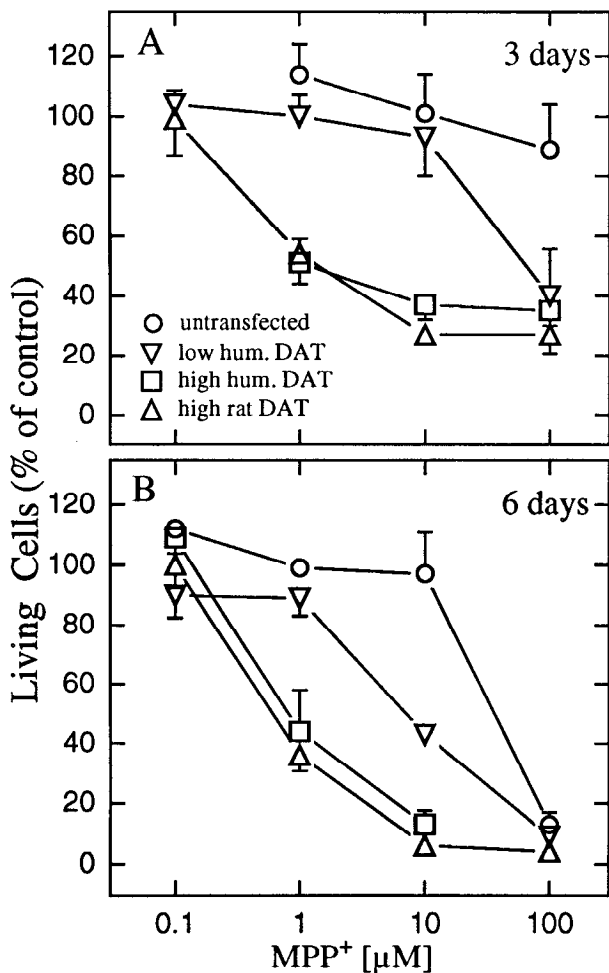 Living Cells (% of control)
A
3 days
120
100
80
60
40
20
0
untransfected
low hum. DAT
high hum. DAT
high rat DAT
B
6 days
120
100
80
60
40
20
0
0.1 1 10 100
MPP⁺ [µM]